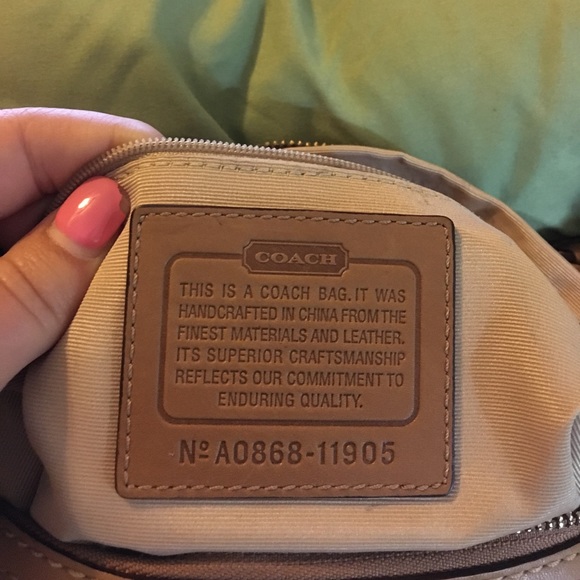 COACH
THIS IS A COACH BAG. IT WAS
HANDCRAFTED IN CHINA FROM THE
FINEST MATERIALS AND LEATHER.
ITS SUPERIOR CRAFTSMANSHIP
REFLECTS OUR COMMITMENT TO
ENDURING QUALITY.
Nº A0868-11905